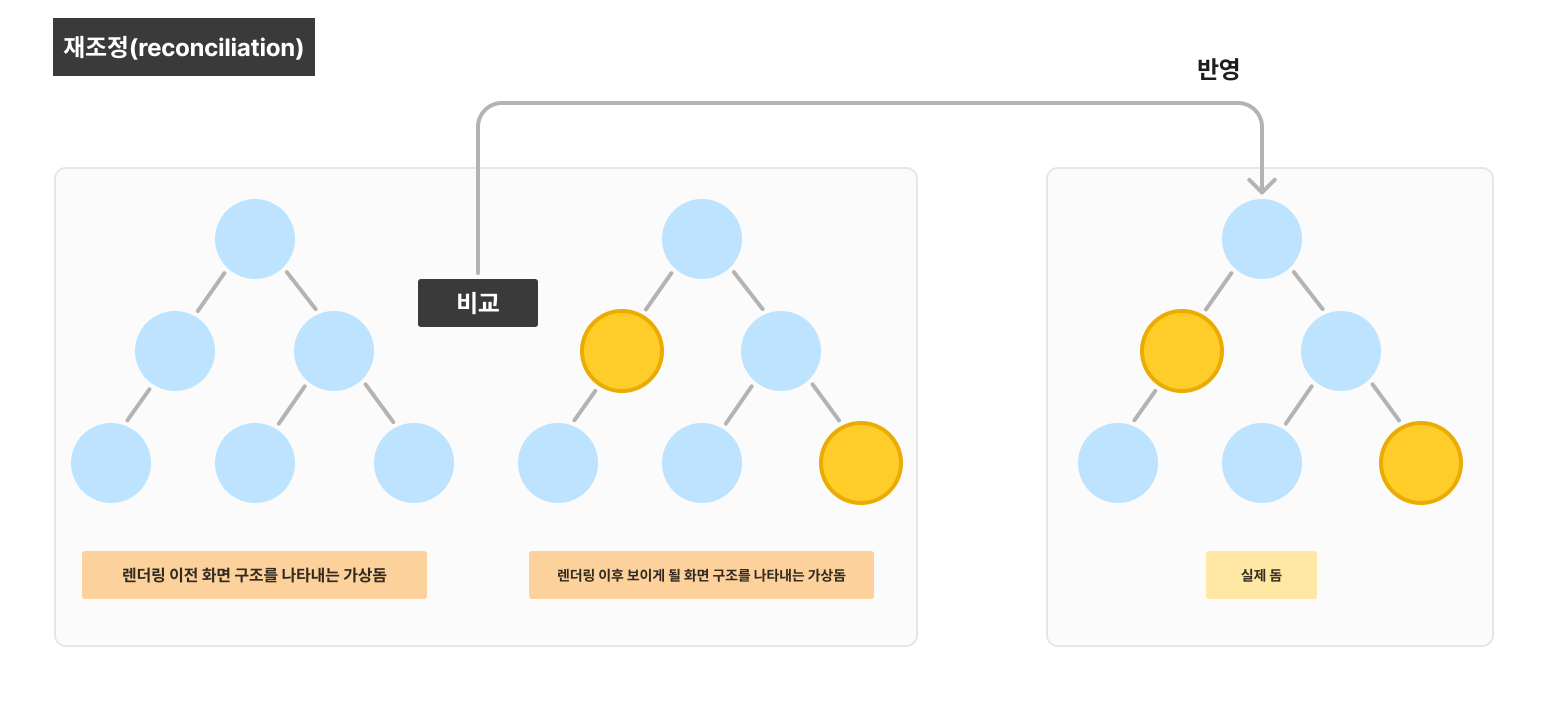 재조정(reconciliation)
반영
비교
렌더링 이전 화면 구조를 나타내는 가상돔
렌더링 이후 보이게 될 화면 구조를 나타내는 가상돔
실제 돔